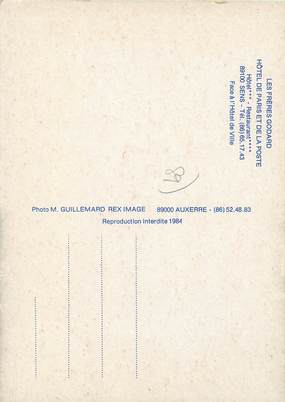 LES FRÈRES GODARD
HÔTEL DE PARIS ET DE LA POSTE
Hôtel*** - Restaurant****
89100 SENS - Tél. (86) 65.17.43
Face à l'Hôtel de Ville
Photo M. GUILLEMARD REX IMAGE 89000 AUXERRE - (86) 52.48.83
Reproduction interdite 1984